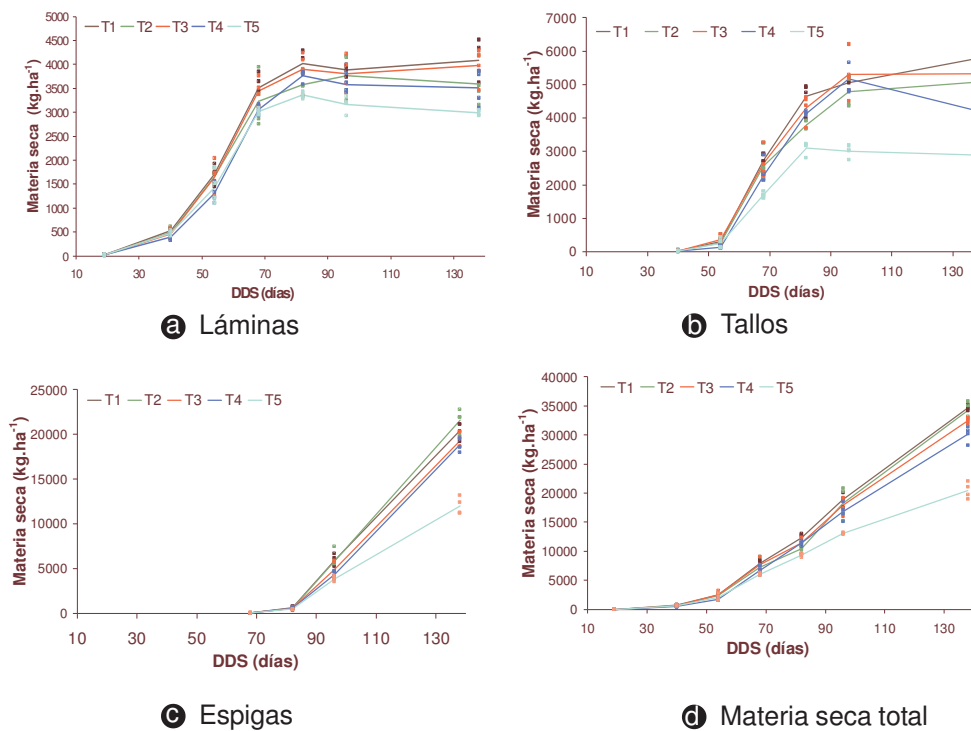 Materia seca (kg.ha⁻¹)
5000
4500
4000
3500
3000
2500
2000
1500
1000
500
0
T1 T2 T3 T4 T5
10 30 50 70 90 110 130
DDS (días)
a Láminas
Materia seca (kg.ha⁻¹)
7000
6000
5000
4000
3000
2000
1000
0
T1 T2 T3 T4 T5
10 30 50 70 90 110 130
DDS (días)
b Tallos
Materia seca (kg.ha⁻¹)
25000
20000
15000
10000
5000
0
T1 T2 T3 T4 T5
10 30 50 70 90 110 130
DDS (días)
c Espigas
Materia seca (kg.ha⁻¹)
40000
35000
30000
25000
20000
15000
10000
5000
0
T1 T2 T3 T4 T5
10 30 50 70 90 110 130
DDS (días)
d Materia seca total